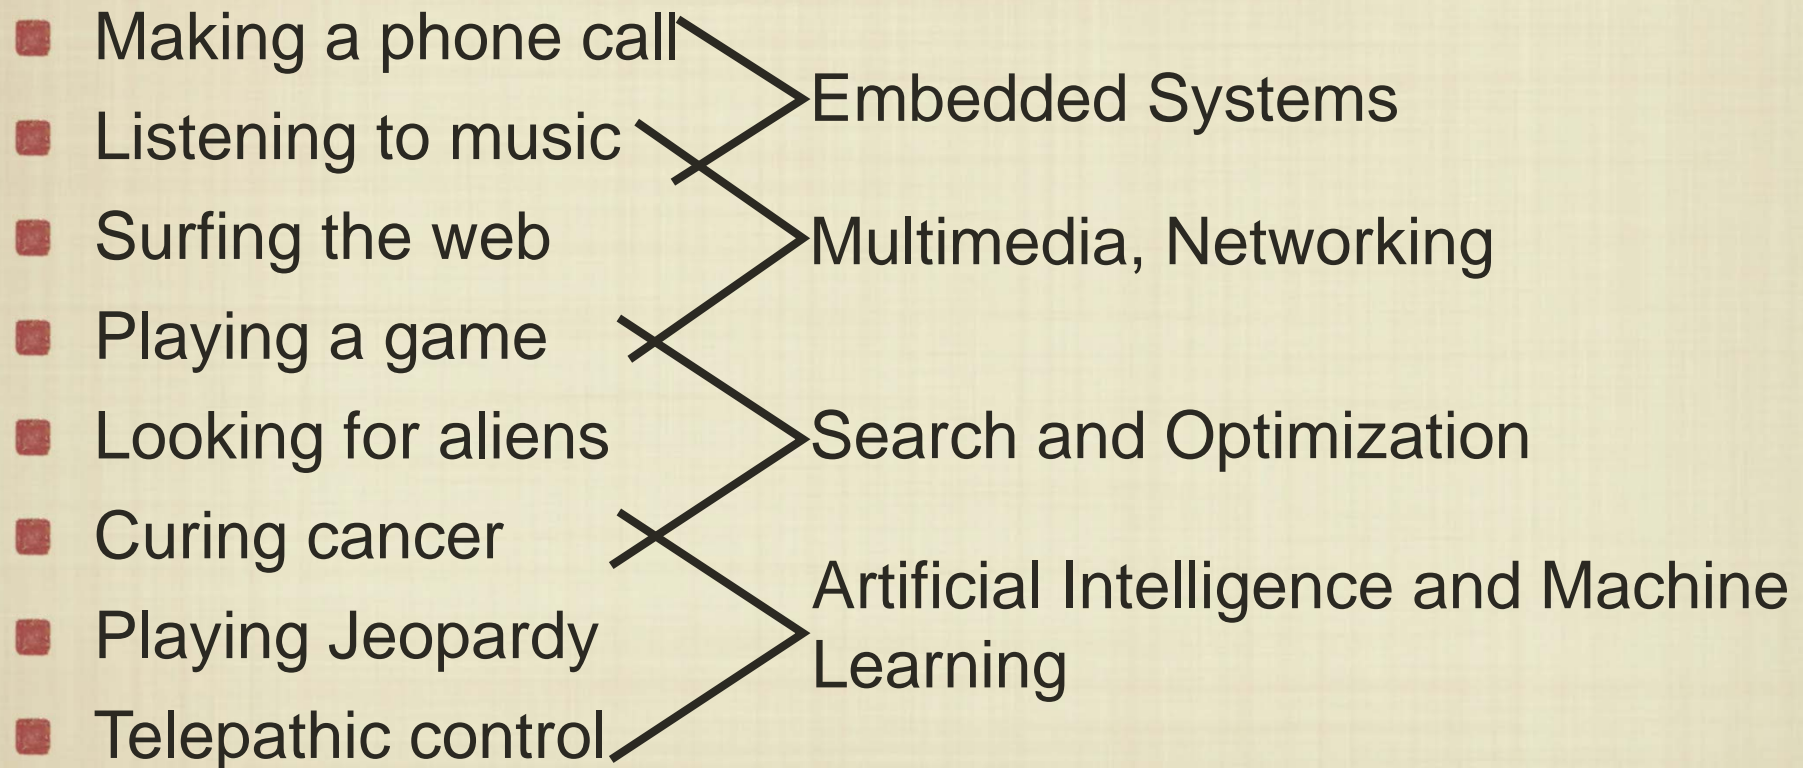 Making a phone call
Listening to music
Surfing the web
Playing a game
Looking for aliens
Curing cancer
Playing Jeopardy
Telepathic control
Embedded Systems
Multimedia, Networking
Search and Optimization
Artificial Intelligence and Machine
Learning